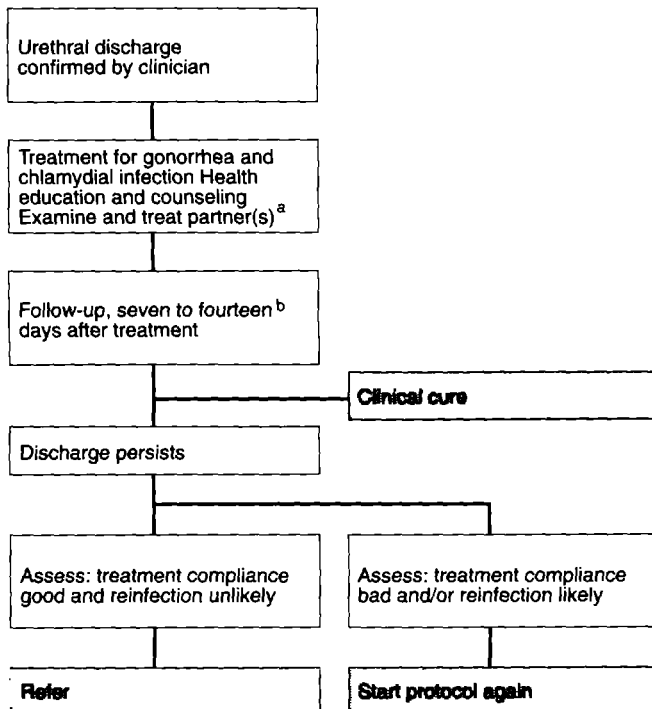 Urethral discharge
confirmed by clinician
Treatment for gonorrhea and
chlamydial infection Health
education and counseling
Examine and treat partner(s) a
Follow-up, seven to fourteen b
days after treatment
Clinical cure
Discharge persists
Assess: treatment compliance
good and reinfection unlikely
Assess: treatment compliance
bad and/or reinfection likely
Refer
Start protocol again